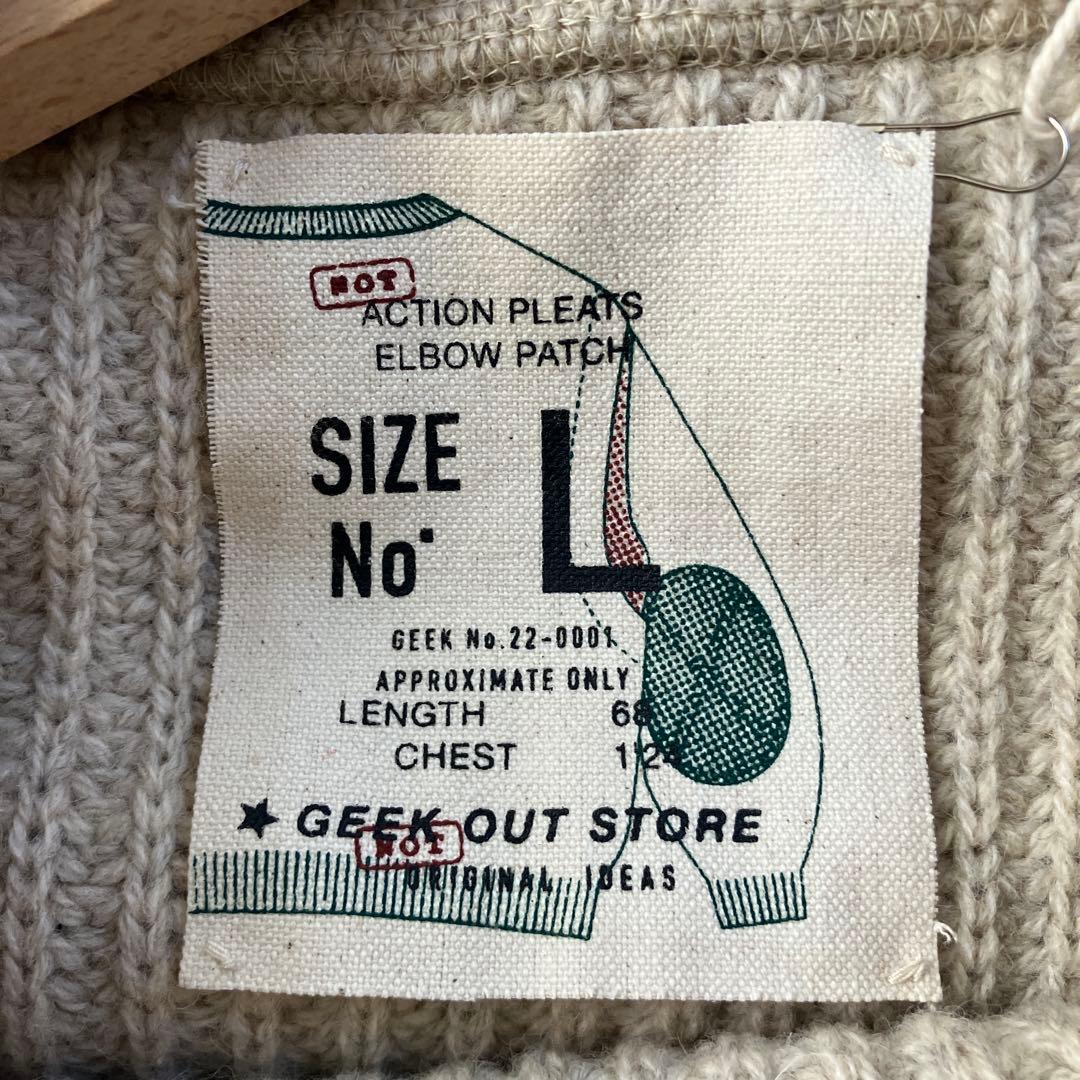 NOT
ACTION PLEATS
ELBOW PATCH
SIZE L
No.
GEEK No.22-0001
APPROXIMATE ONLY
LENGTH 68
CHEST
★ GEEK OUT STORE
NOT
ORIGINAL IDEAS